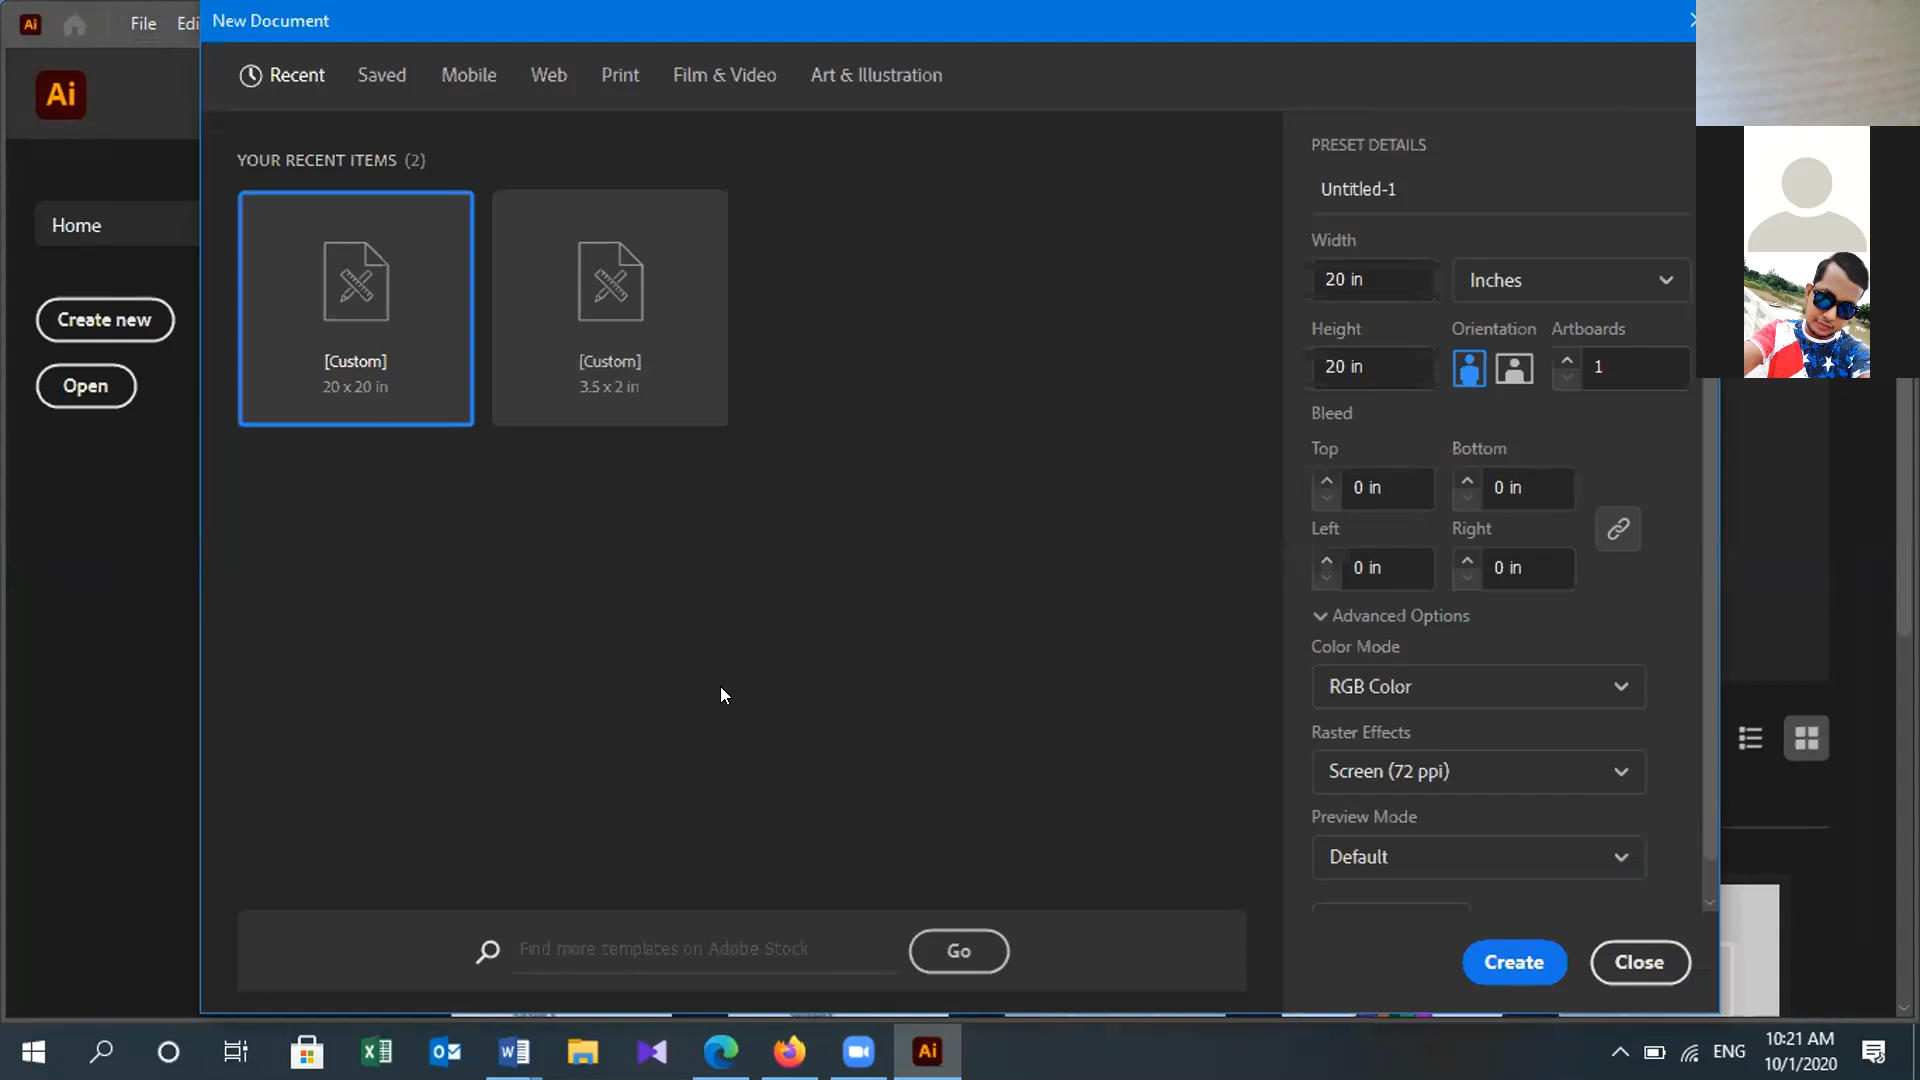 Ai
File
Edi
New Document
Ai
Home
Create new
Open
Recent
Saved
Mobile
Web
Print
Film & Video
Art & Illustration
YOUR RECENT ITEMS (2)
[Custom]
20 x 20 in
[Custom]
3.5 x 2 in
Find more templates on Adobe Stock
Go
PRESET DETAILS
Untitled-1
Width
20 in
Inches
Height
Orientation
Artboards
20 in
1
Bleed
Top
Bottom
0 in
0 in
Left
Right
0 in
0 in
Advanced Options
Color Mode
RGB Color
Raster Effects
Screen (72 ppi)
Preview Mode
Default
Create
Close
Ai
ENG
10:21 AM
10/1/2020